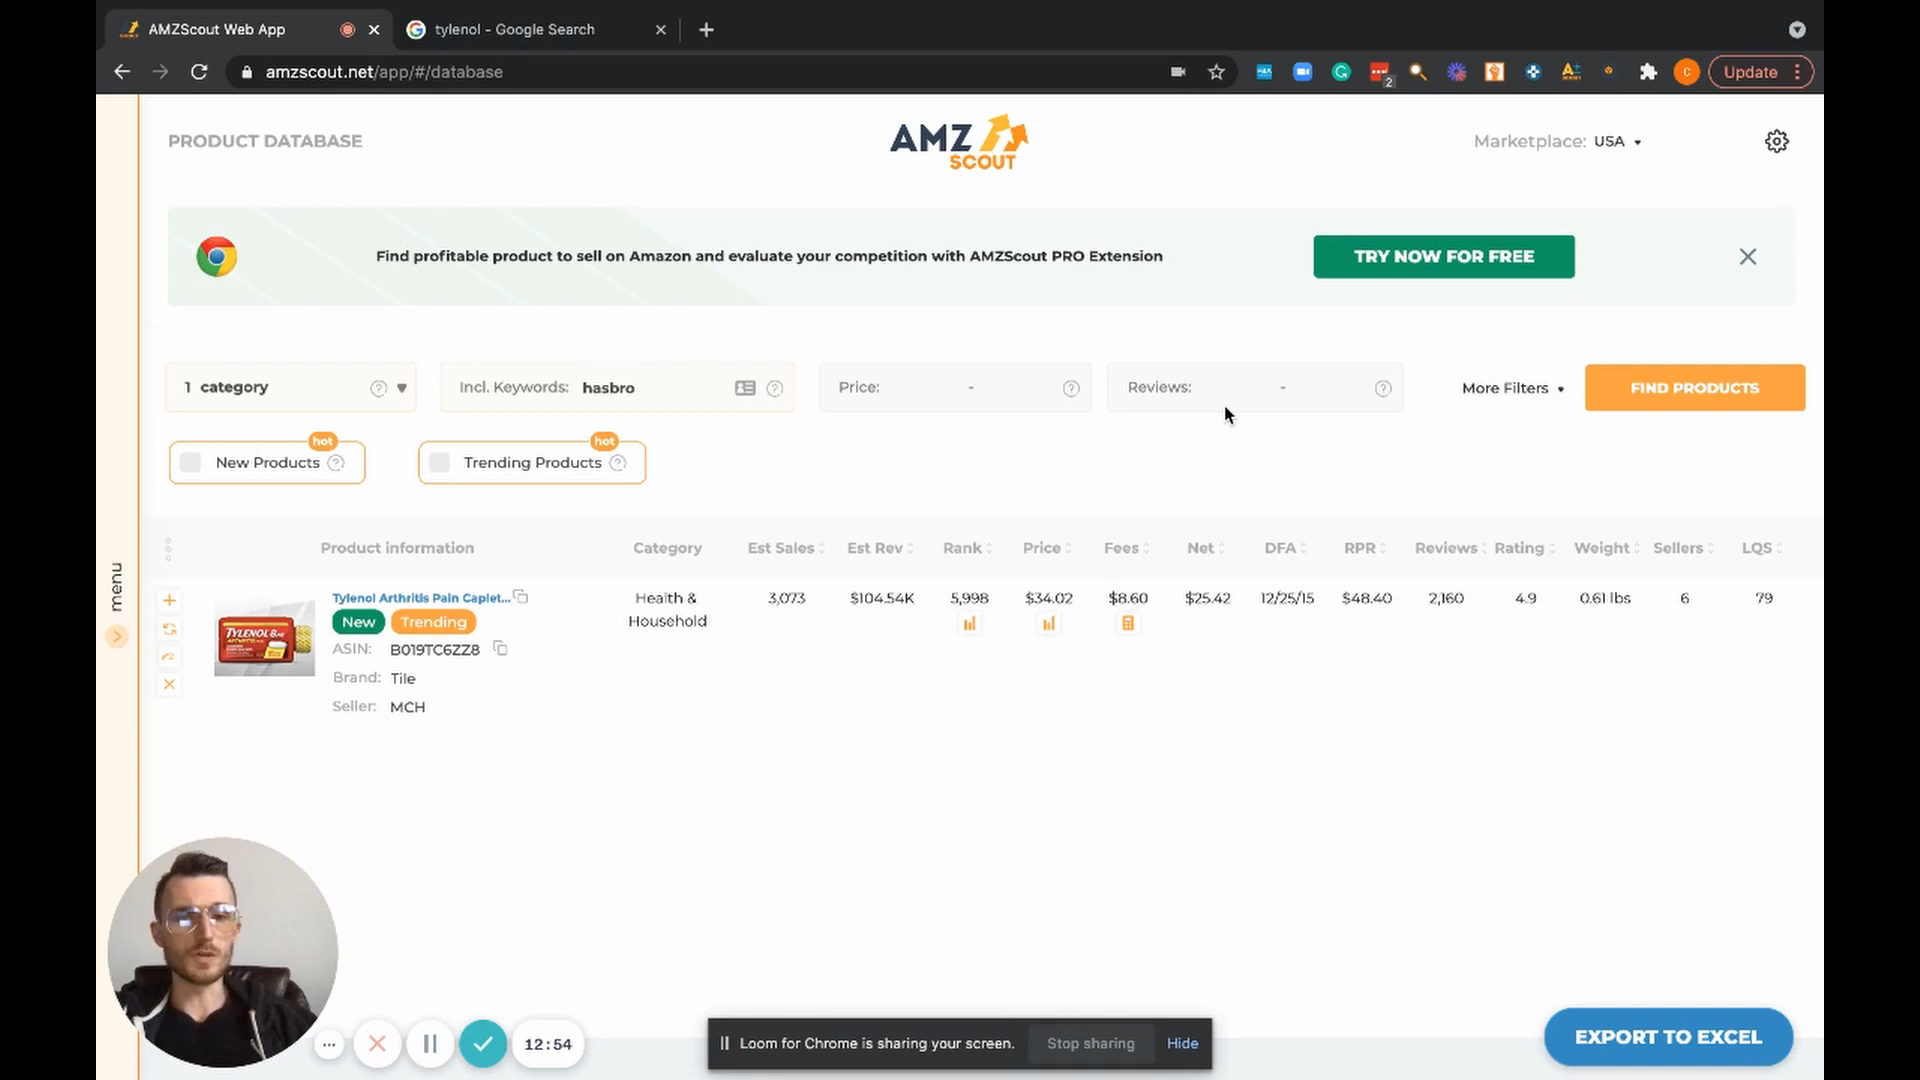 AMZScout Web App
tylenol - Google Search
amzscout.net/app/#/database
2
C
Update
PRODUCT DATABASE
AMZ
SCOUT
Marketplace: USA
Find profitable product to sell on Amazon and evaluate your competition with AMZScout PRO Extension
TRY NOW FOR FREE
1 category
Incl. Keywords: hasbro
Price: -
Reviews: -
More Filters
FIND PRODUCTS
hot
New Products
hot
Trending Products
menu
Product information Category Est Sales Est Rev Rank Price Fees Net DFA RPR Reviews Rating Weight Sellers LQS
Tylenol Arthritis Pain Caplet...
New Trending
ASIN: B019TC6ZZ8
Brand: Tile
Seller: MCH
TYLENOL
Health &
Household
3,073 $104.54K 5,998 $34.02 $8.60 $25.42 12/25/15 $48.40 2,160 4.9 0.61 lbs 6 79
12:54
Loom for Chrome is sharing your screen.
Stop sharing
Hide
EXPORT TO EXCEL